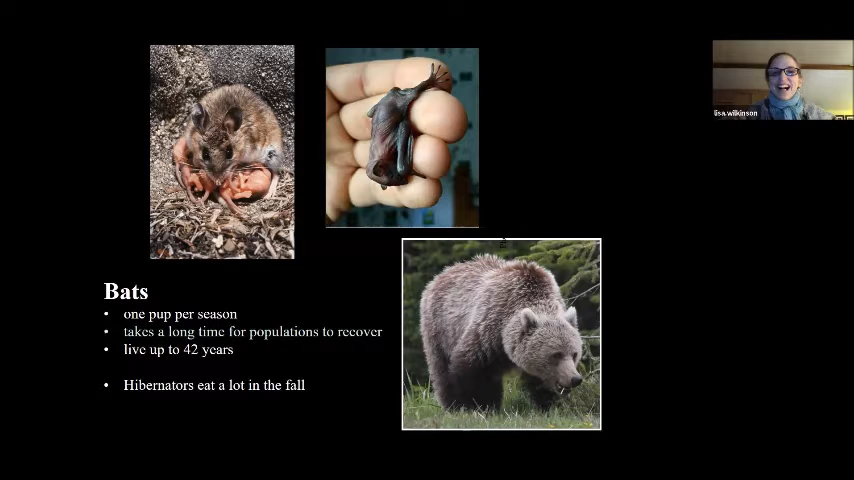 lisa wilkinson
Bats
• one pup per season
• takes a long time for populations to recover
• live up to 42 years
• Hibernators eat a lot in the fall